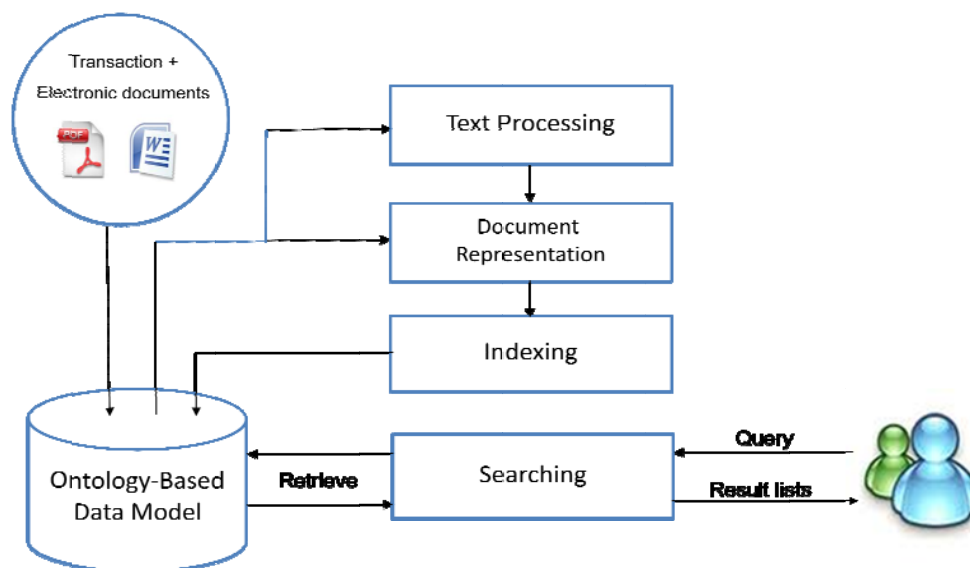 Transaction +
Electronic documents
PDF
W
Text Processing
Document
Representation
Indexing
Ontology-Based
Data Model
Retrieve
Searching
Query
Result lists